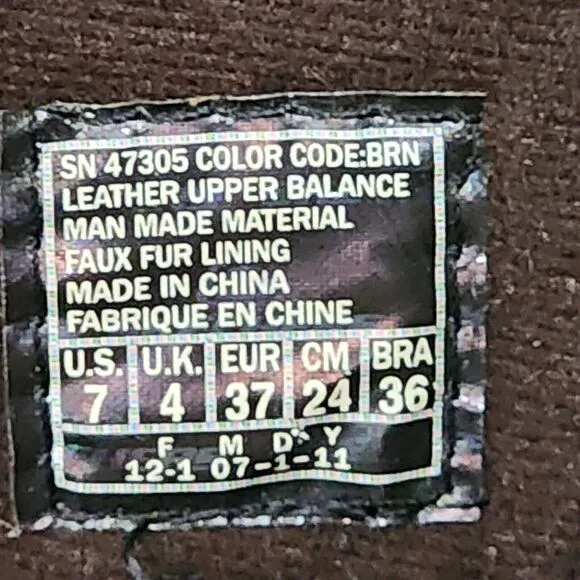 SN 47305 COLOR CODE:BRN
LEATHER UPPER BALANCE
MAN MADE MATERIAL
FAUX FUR LINING
MADE IN CHINA
FABRIQUE EN CHINE
U.S. U.K. EUR CM BRA
7 4 37 24 36
F M D Y
12-1 07-1-11